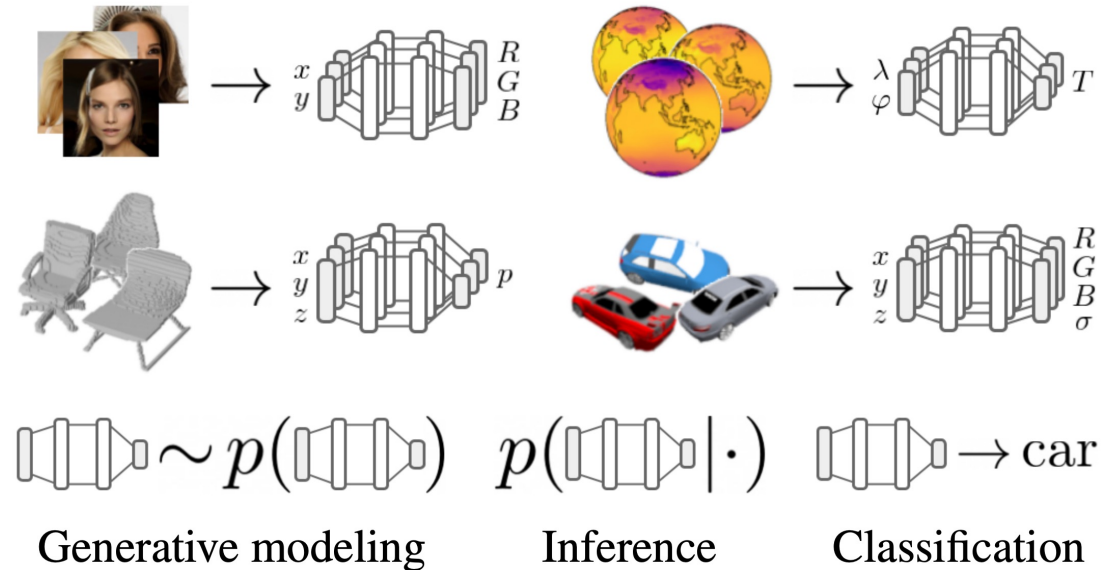 x y → R G B
λ φ → T
x y z → p
x y z → R G B σ
∼ p( )
p( | · )
→ car
Generative modeling
Inference
Classification